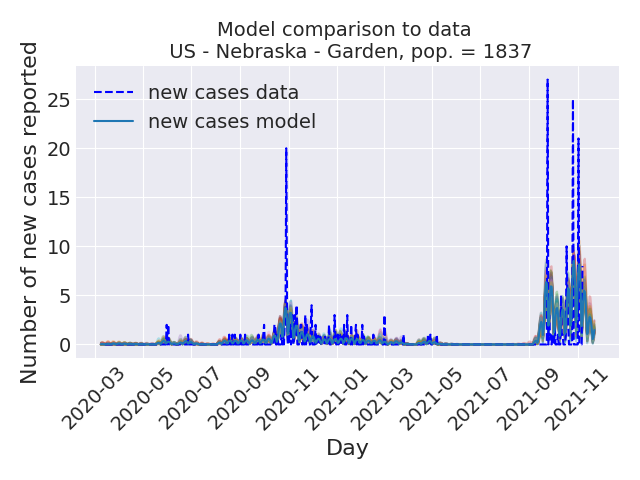 Model comparison to data
US - Nebraska - Garden, pop. = 1837
Number of new cases reported
new cases data
new cases model
25
20
15
10
5
0
2020-03
2020-05
2020-07
2020-09
2020-11
2021-01
2021-03
2021-05
2021-07
2021-09
2021-11
Day